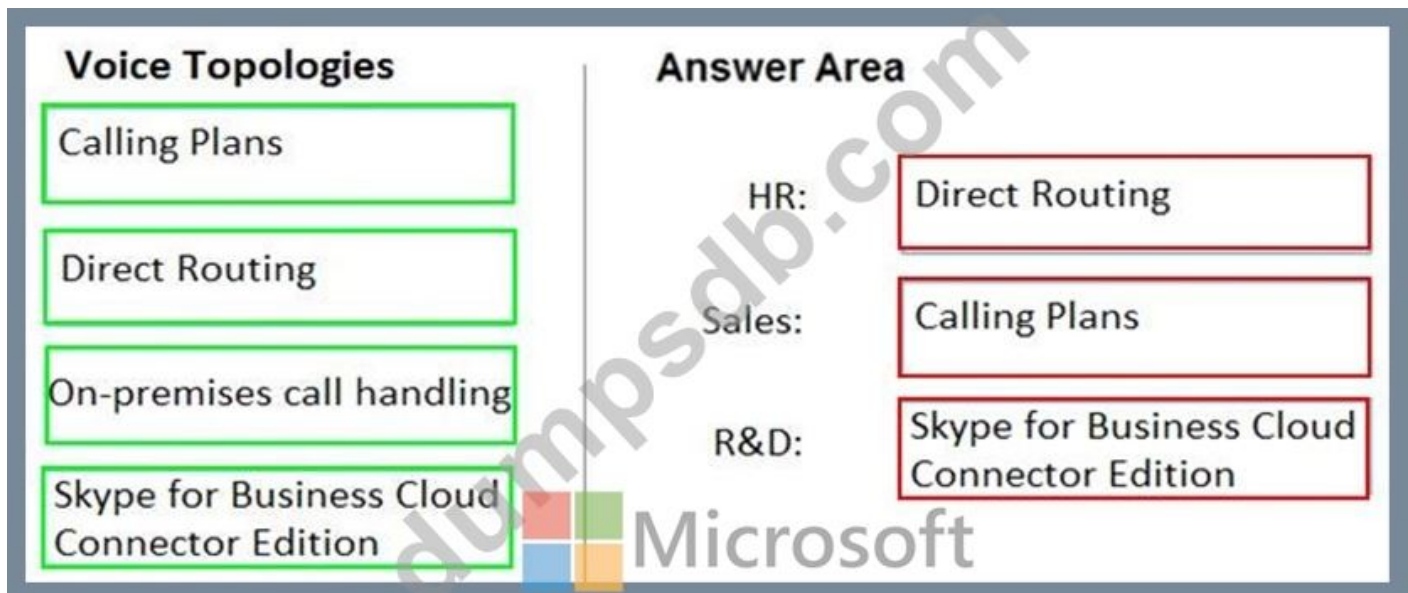 Voice Topologies
Calling Plans
Direct Routing
On-premises call handling
Skype for Business Cloud
Connector Edition
Answer Area
HR:
Direct Routing
Sales:
Calling Plans
R&D:
Skype for Business Cloud
Connector Edition
Microsoft
dumpsdb.com